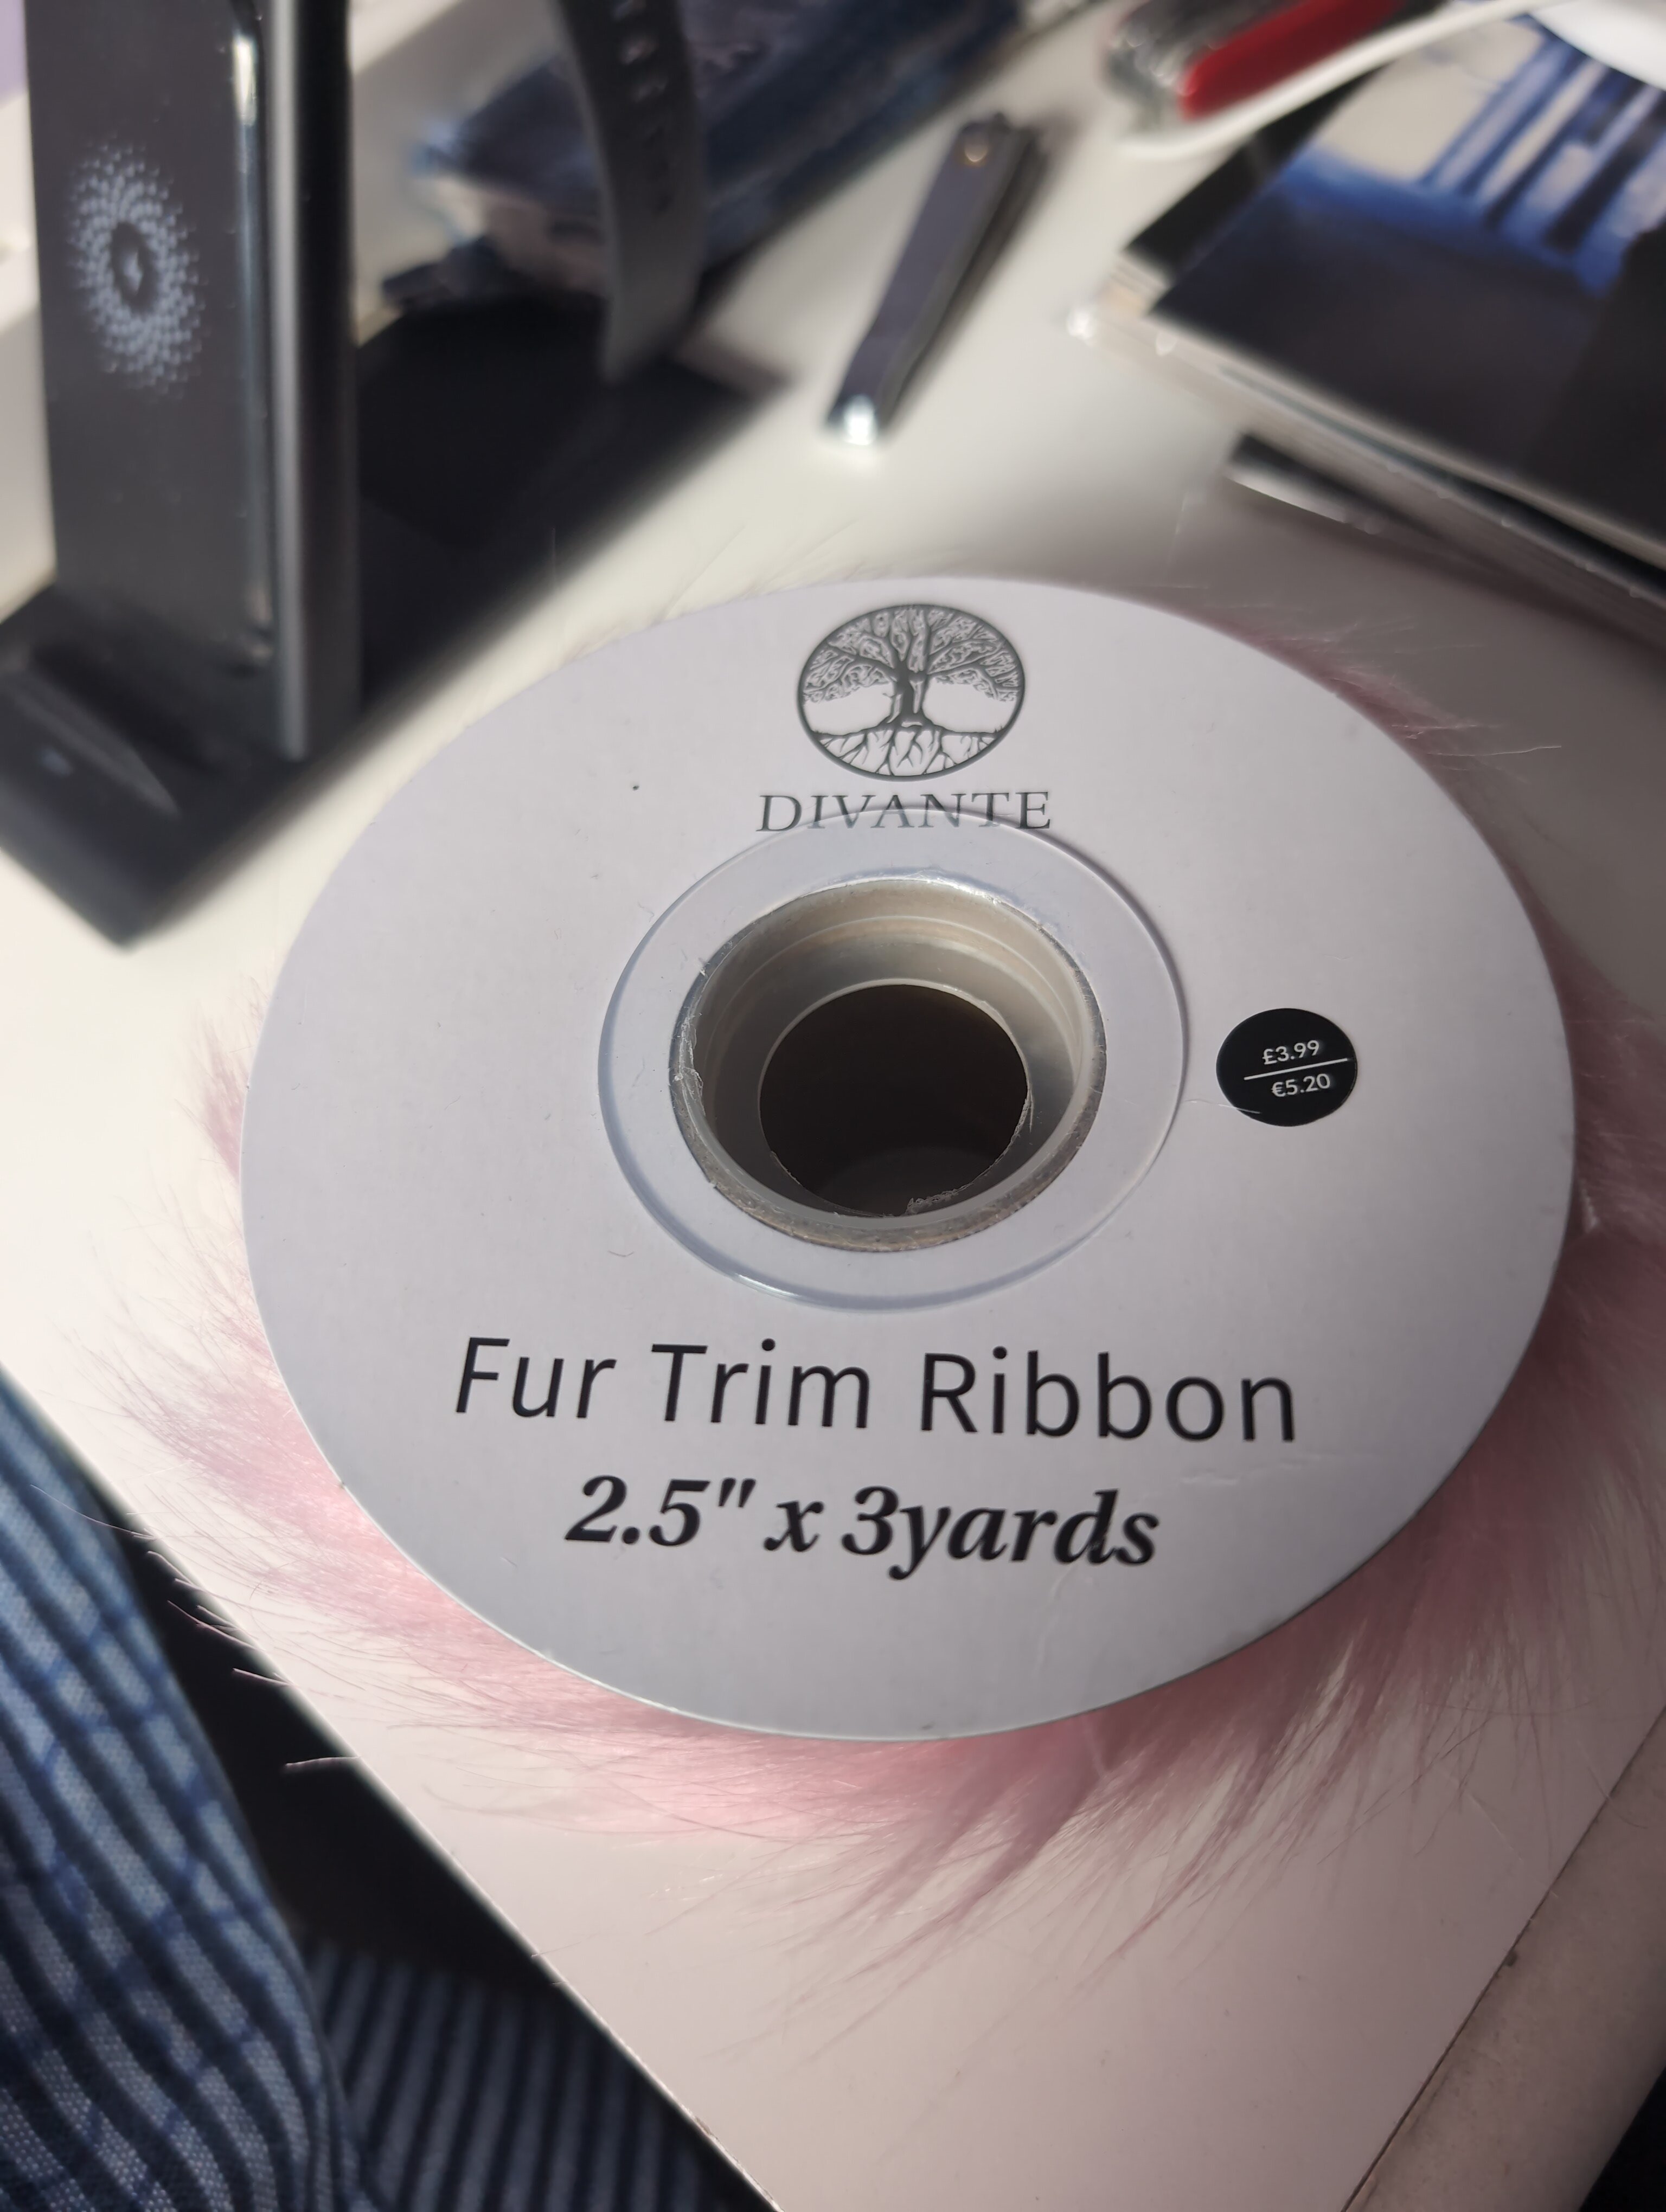 DIVANTE
£3.99
€5.20
Fur Trim Ribbon
2.5" x 3yards